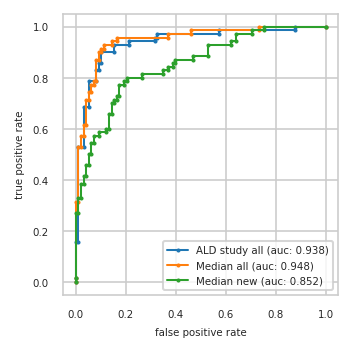 1.0
0.8
0.6
0.4
0.2
0.0
true positive rate
ALD study all (auc: 0.938)
Median all (auc: 0.948)
Median new (auc: 0.852)
0.0 0.2 0.4 0.6 0.8 1.0
false positive rate